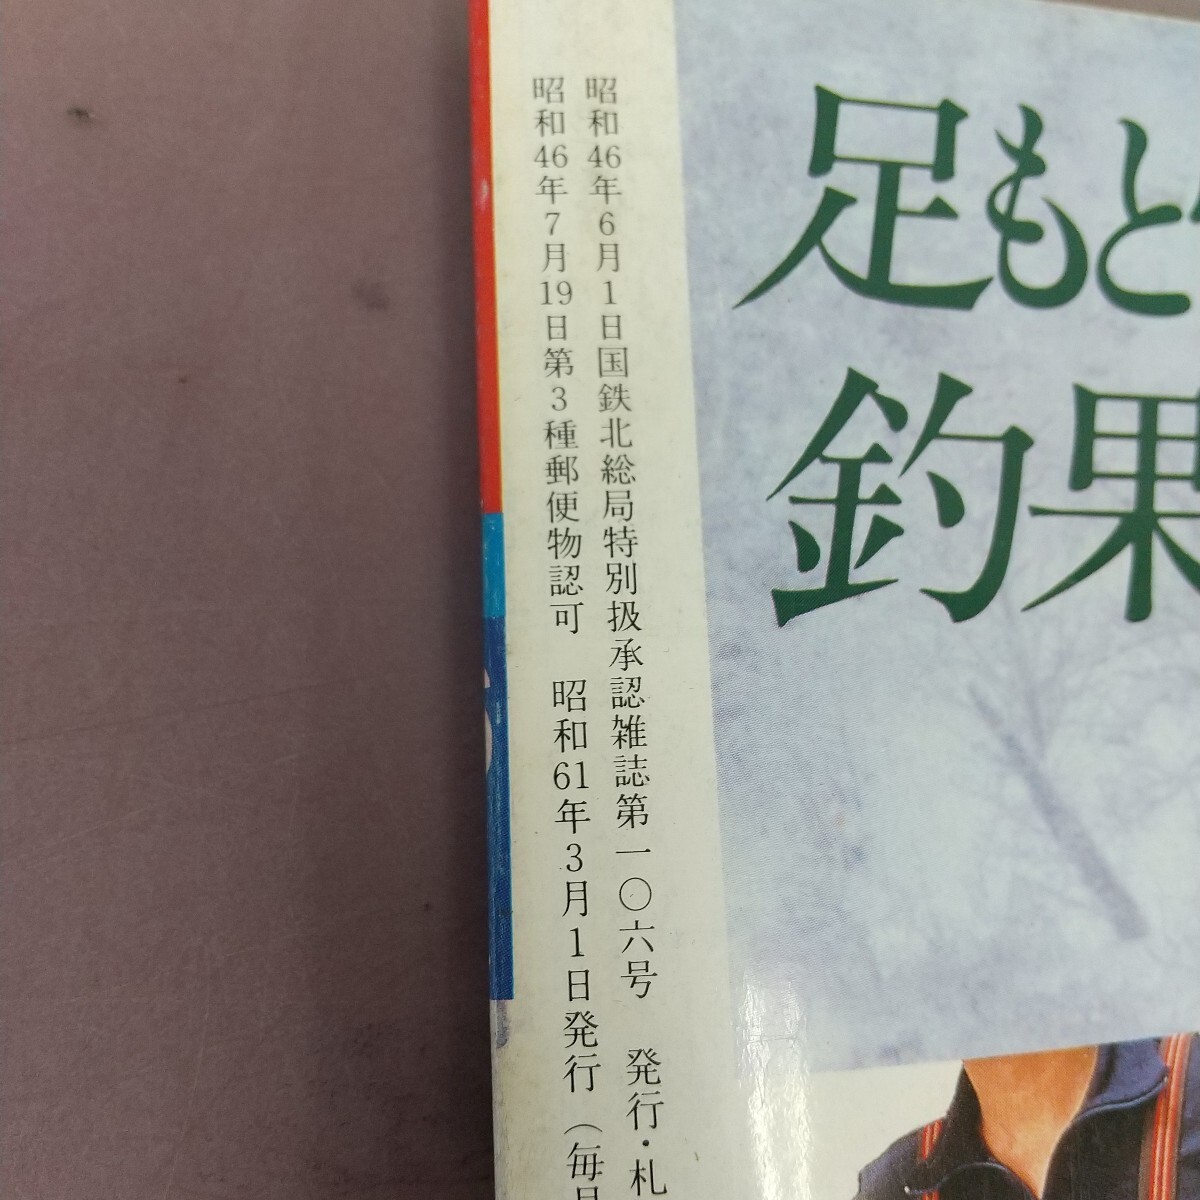 足もと
釣果
昭和46年6月1日国鉄北総局特別扱承認雑誌第一〇六号 発行・札
昭和46年7月19日第3種郵便物認可 昭和61年3月1日発行（毎月